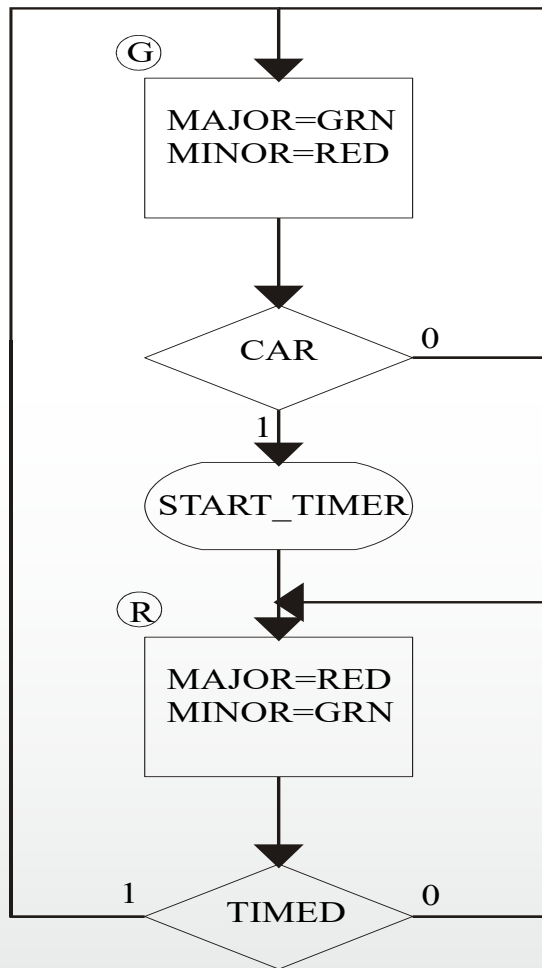 G
MAJOR=GRN
MINOR=RED
CAR
0
1
START_TIMER
R
MAJOR=RED
MINOR=GRN
1
TIMED
0